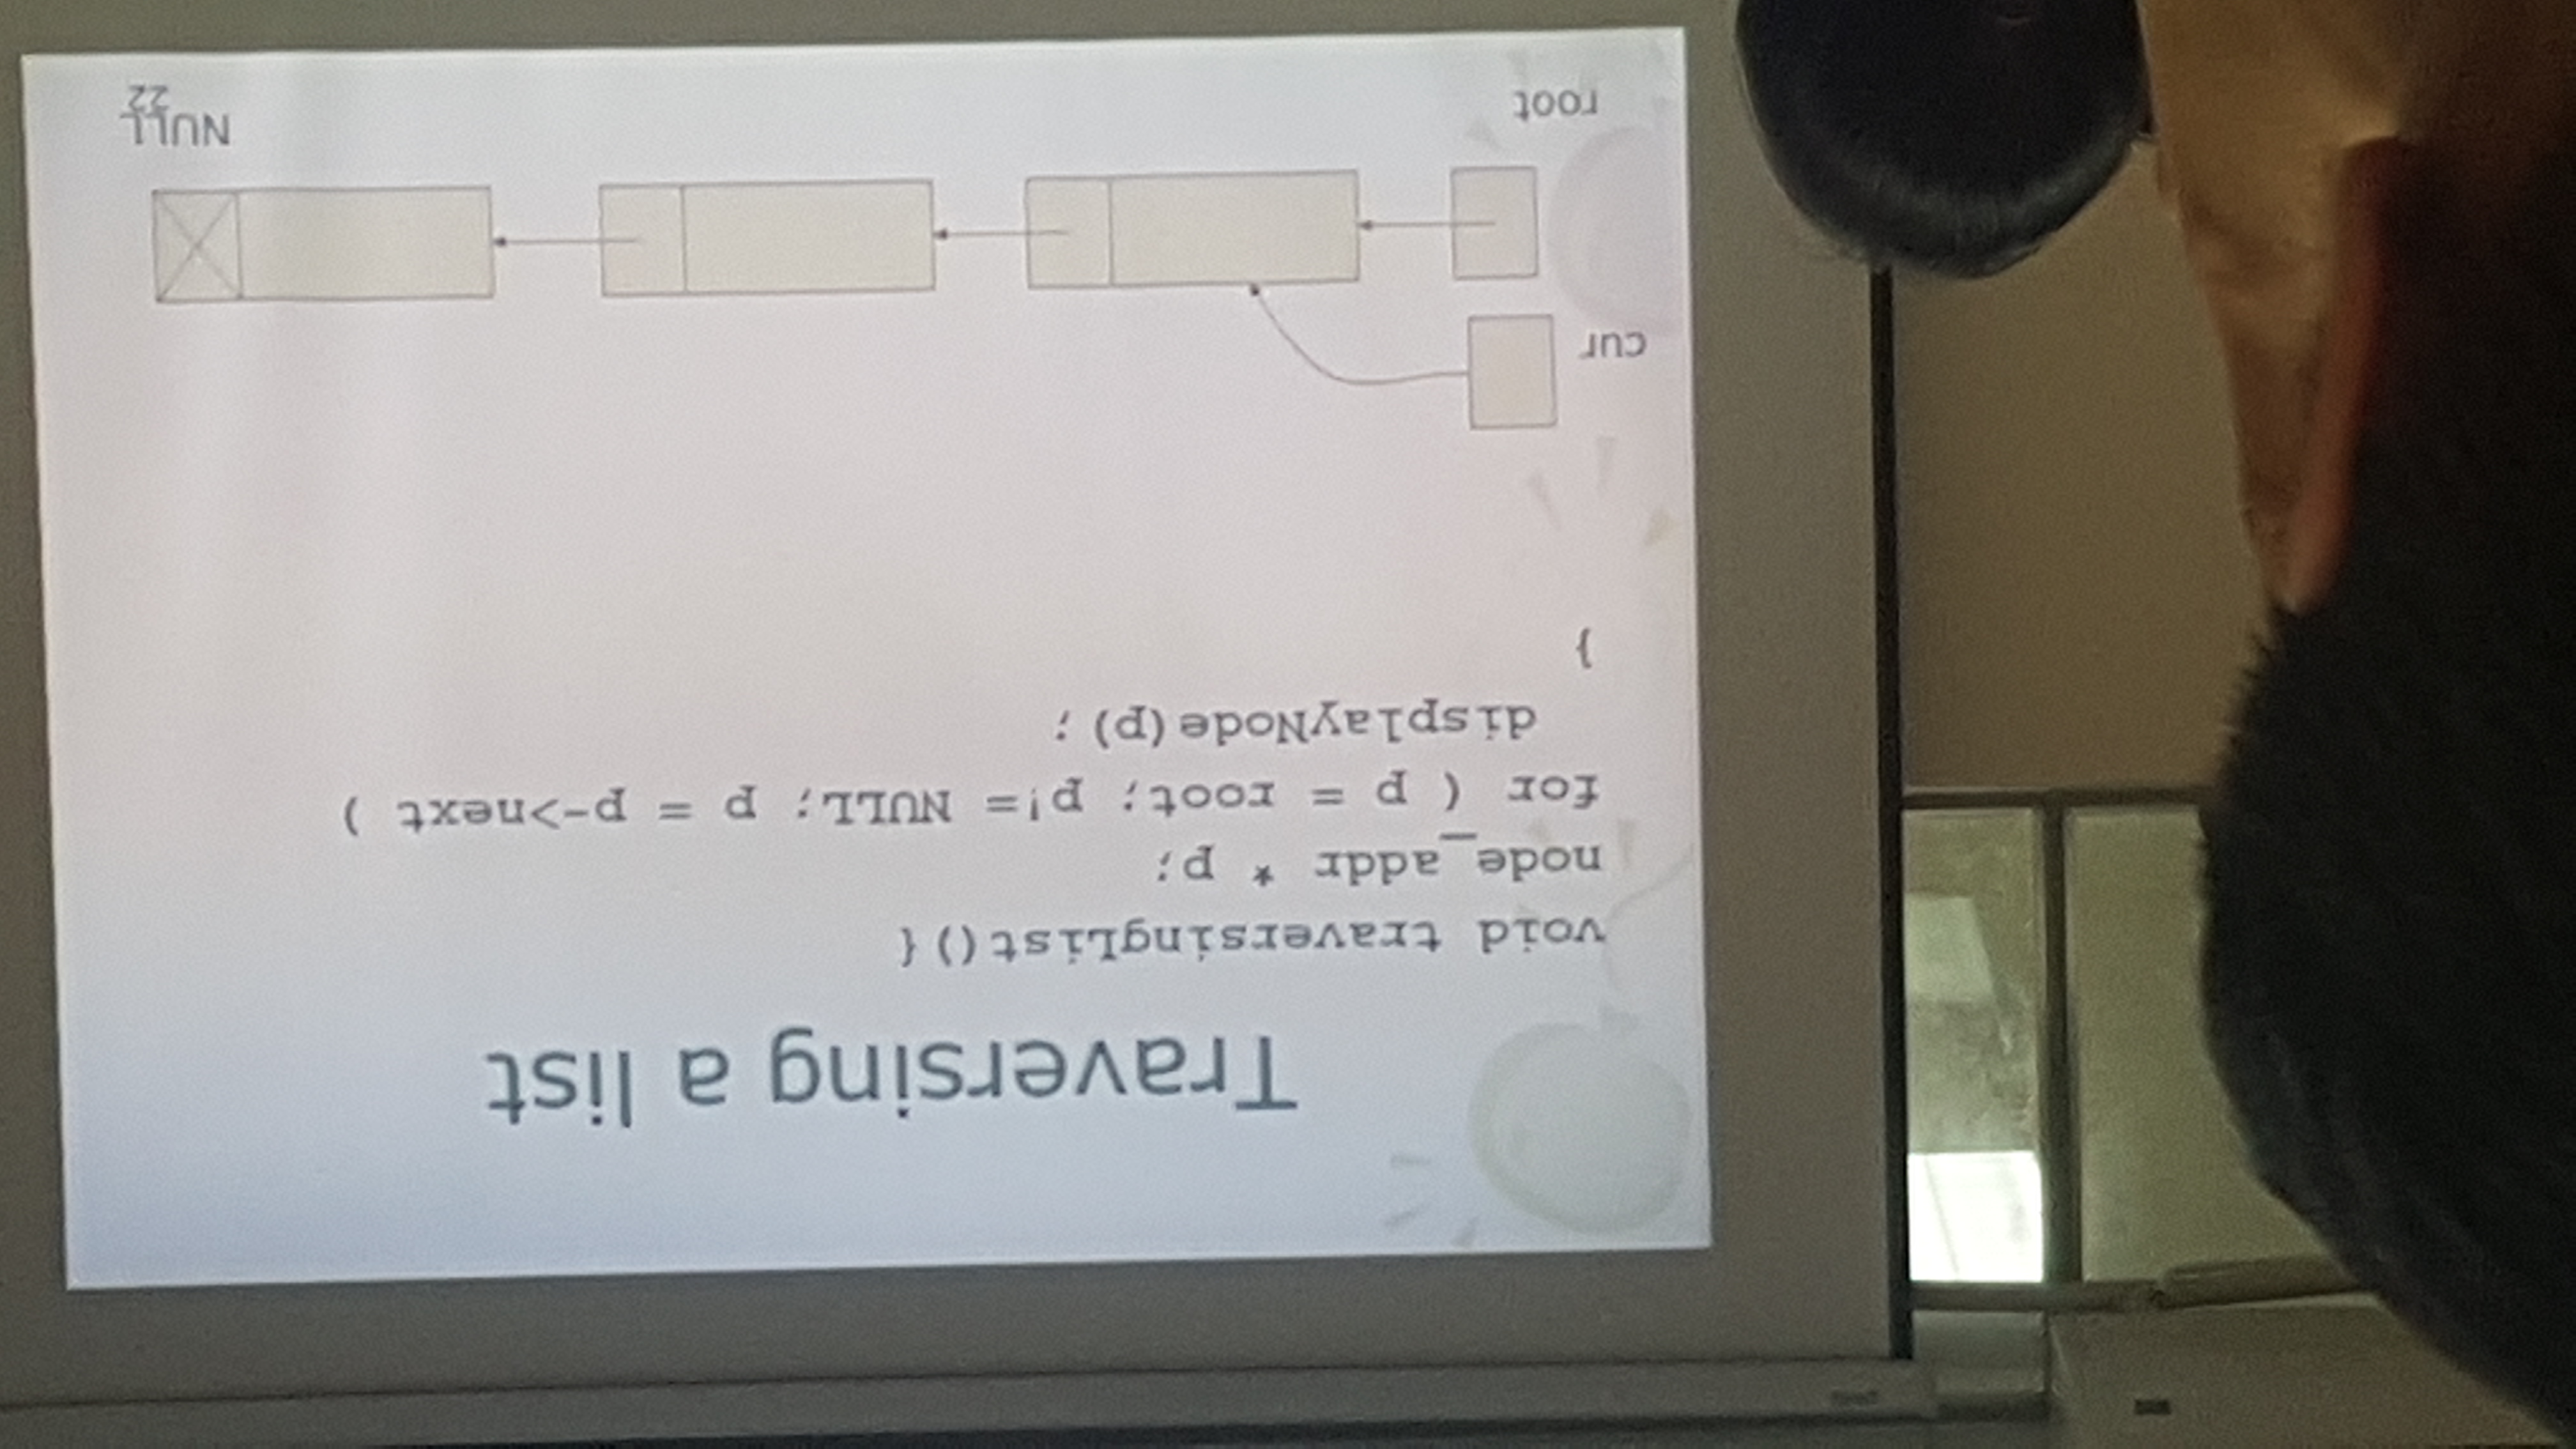 Traversing a list
void traversingList(){
node_addr * p;
for ( p = root; p!= NULL; p = p->next )
displayNode(p);
}
cur
root
NULL
22